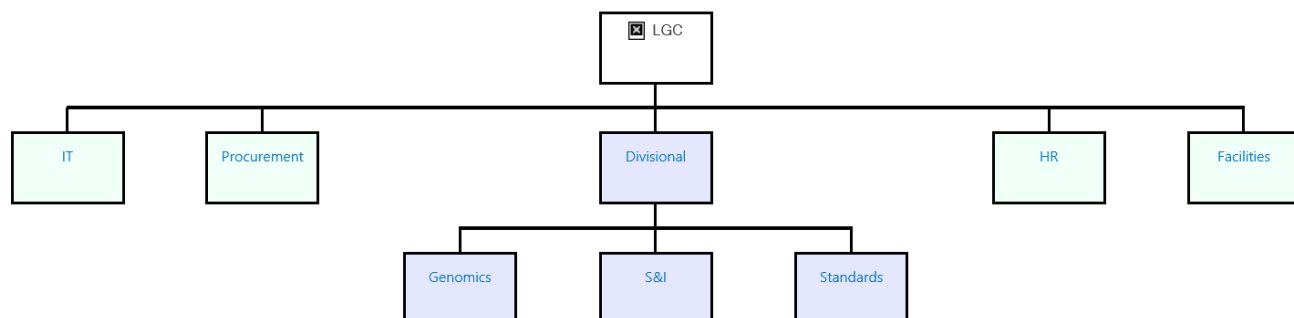 LGC
IT
Procurement
Divisional
HR
Facilities
Genomics
S&I
Standards